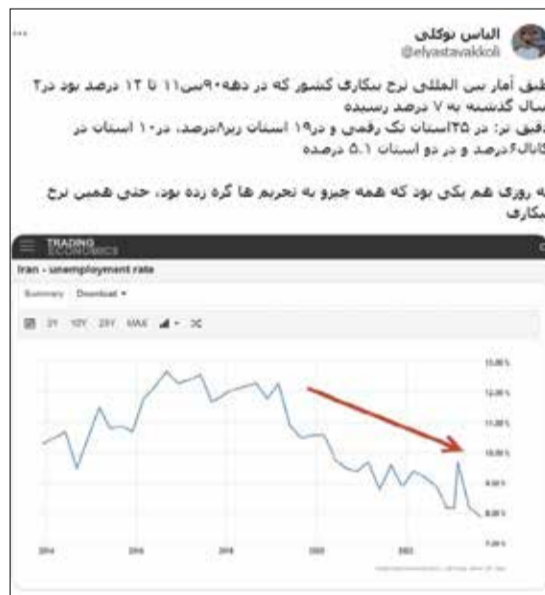 الیاس توکلی
@elyastavakkoli
طبق آمار بین المللی نرخ بیکاری کشور که در دهه۹۰بین۱۱ تا ۱۲ درصد بود در۲
سال گذشته به ۷ درصد رسیده
دقیق تر: در ۲۵استان تک رقمی و در۱۹ استان زیر۸درصد، در۱۰ استان در
کانال۶درصد و در دو استان ۵.۱ درصده
یه روزی هم یکی بود که همه چیزو به تحریم ها گره زده بود، حتی همین نرخ
بیکاری
TRADING
ECONOMICS
Iran - unemployment rate
Summary Download
3Y 10Y 25Y MAX
13.00 %
12.00 %
11.00 %
10.00 %
9.00 %
8.00 %
7.00 %
2014 2016 2018 2020 2022